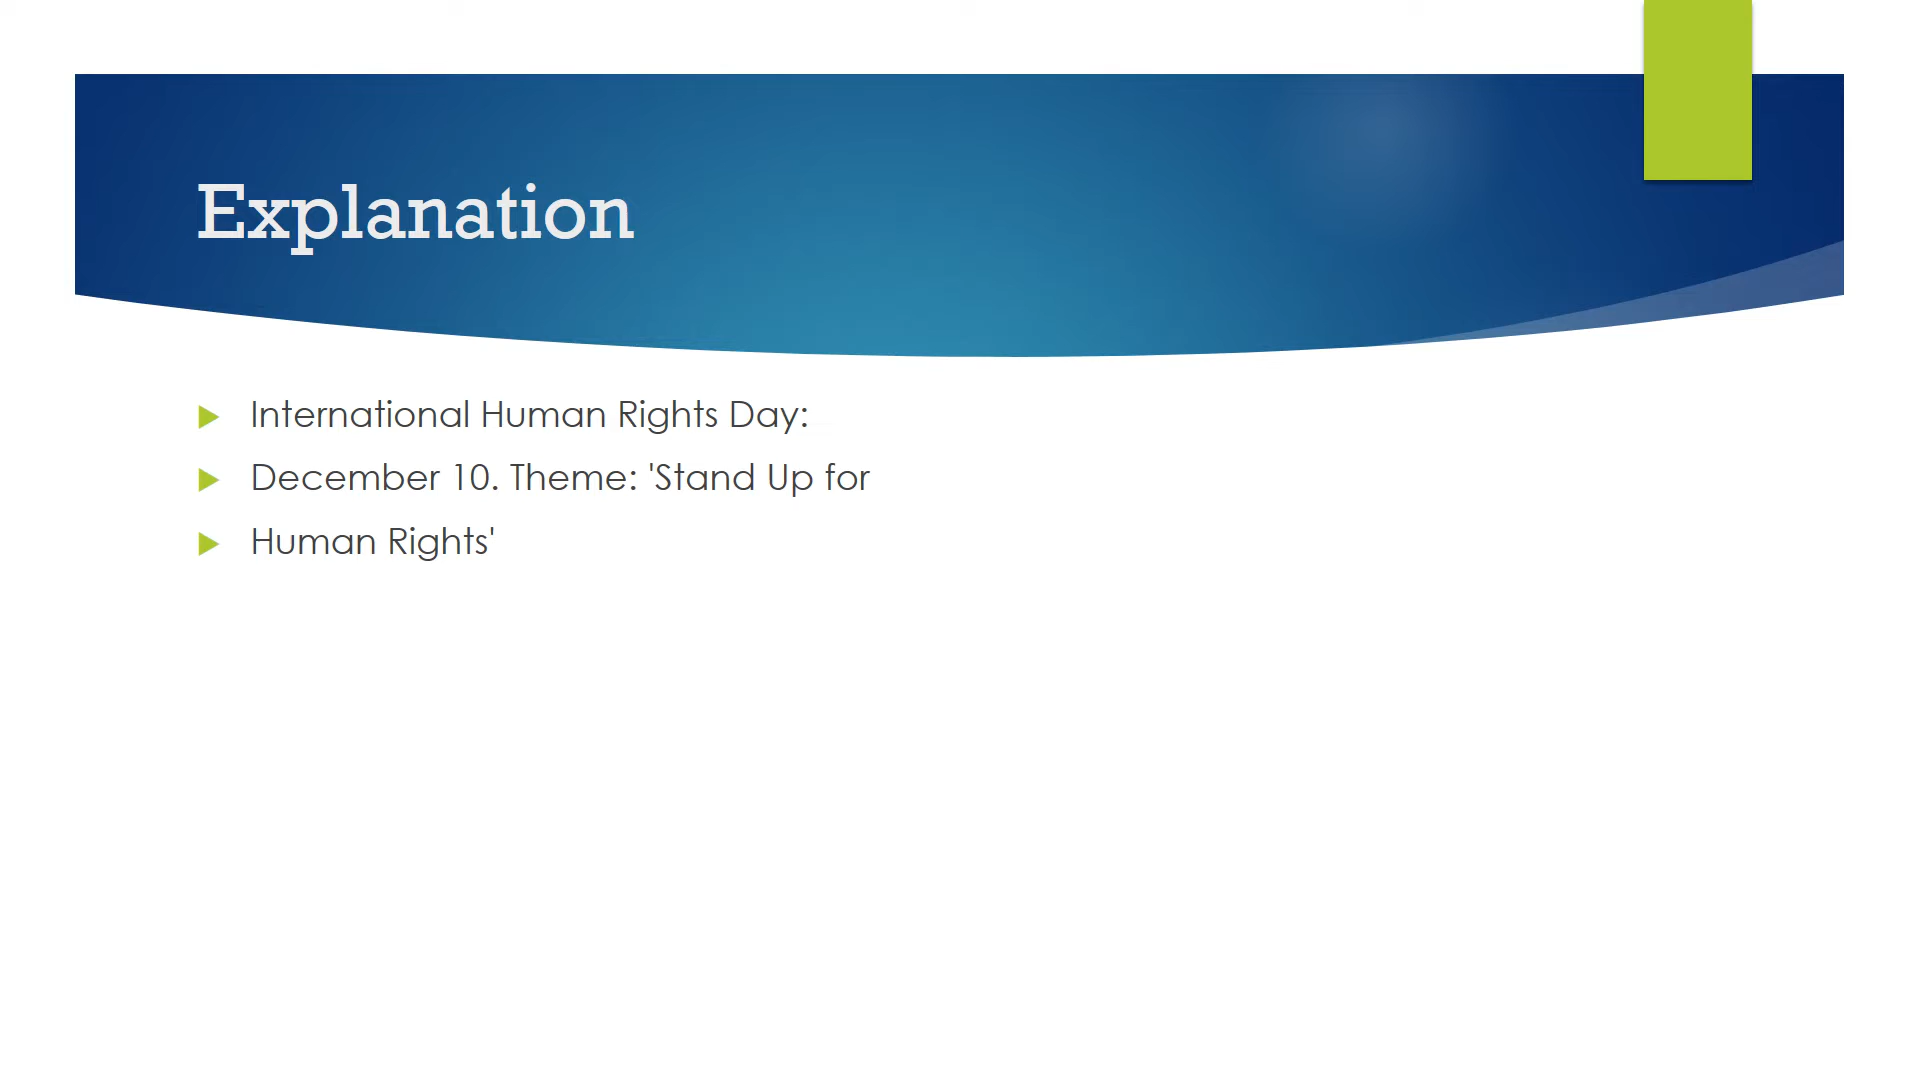 Explanation
International Human Rights Day:
December 10. Theme: 'Stand Up for
Human Rights'